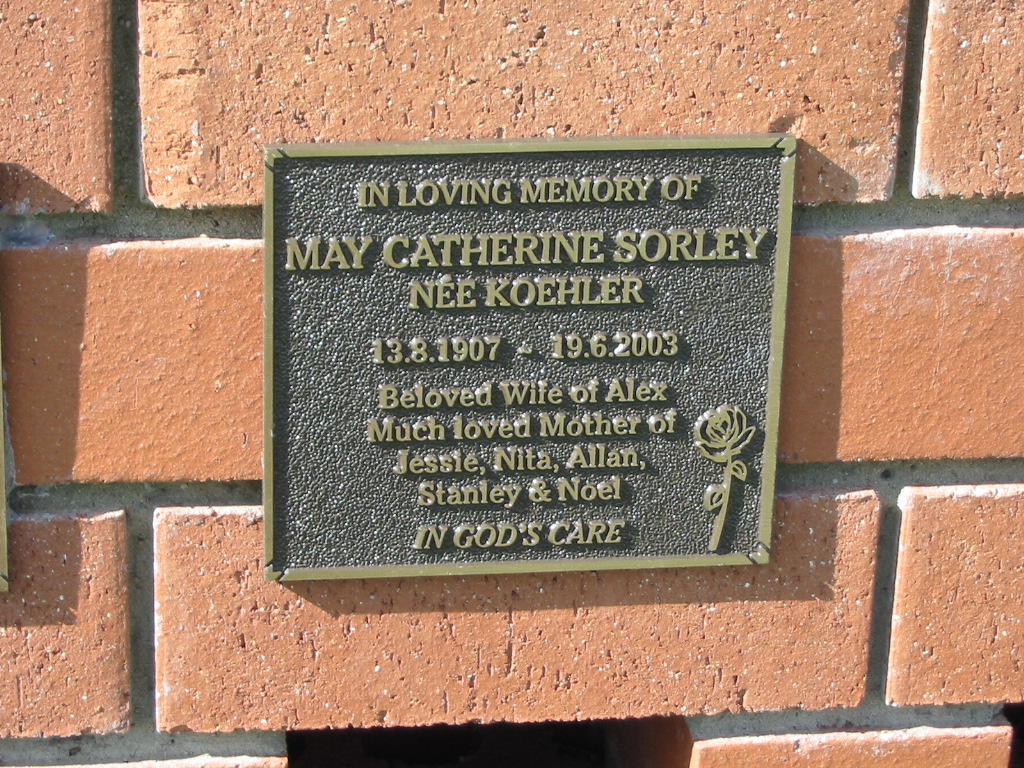 IN LOVING MEMORY OF
MAY CATHERINE SORLEY
NÉE KOEHLER
13.8.1907 - 19.6.2003
Beloved Wife of Alex
Much loved Mother of
Jessie, Nita, Allan,
Stanley & Noel
IN GOD'S CARE